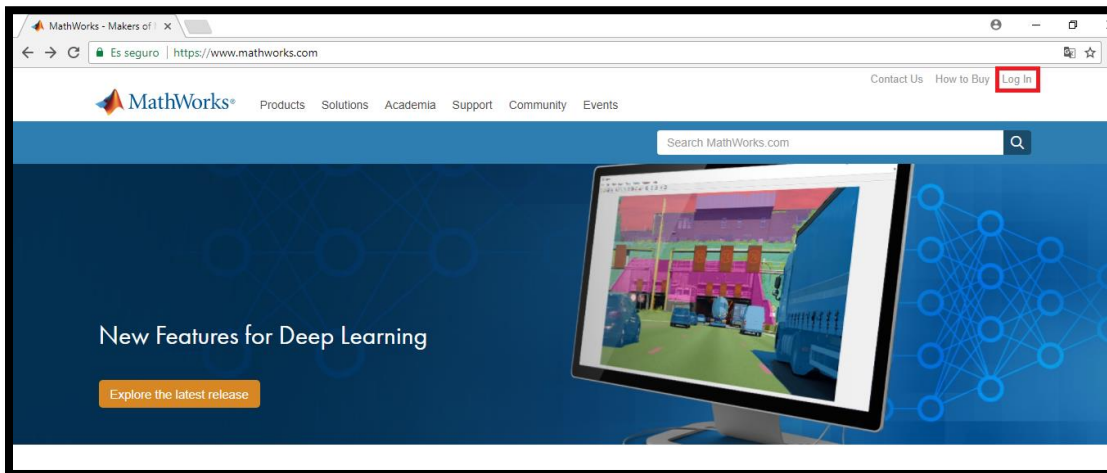 MathWorks - Makers of
Es seguro | https://www.mathworks.com
Contact Us How to Buy Log In
MathWorks® Products Solutions Academia Support Community Events
Search MathWorks.com
New Features for Deep Learning
Explore the latest release